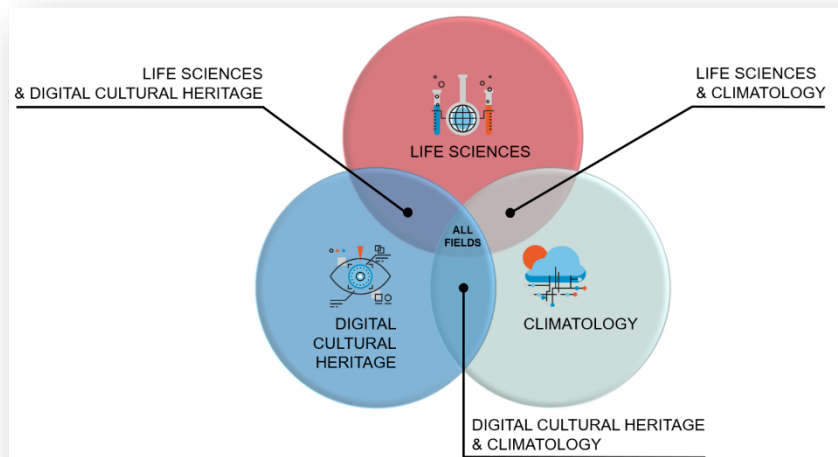 LIFE SCIENCES
& DIGITAL CULTURAL HERITAGE
LIFE SCIENCES
& CLIMATOLOGY
LIFE SCIENCES
ALL
FIELDS
DIGITAL
CULTURAL
HERITAGE
CLIMATOLOGY
DIGITAL CULTURAL HERITAGE
& CLIMATOLOGY